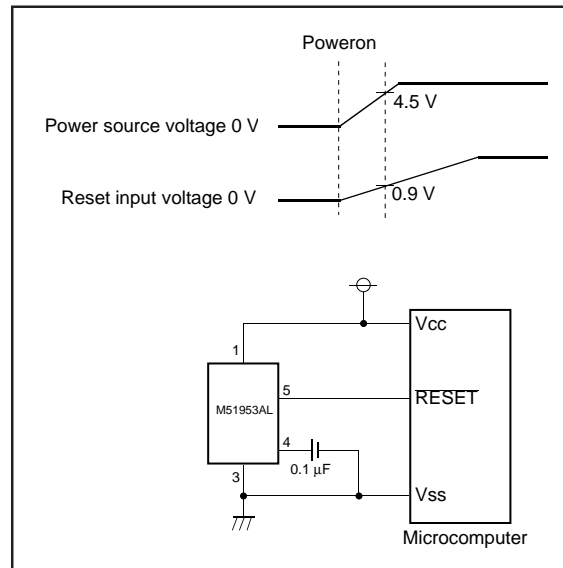 Poweron
4.5 V
Power source voltage 0 V
Reset input voltage 0 V
0.9 V
1
Vcc
M51953AL
5
RESET
4
0.1 µF
3
Vss
Microcomputer